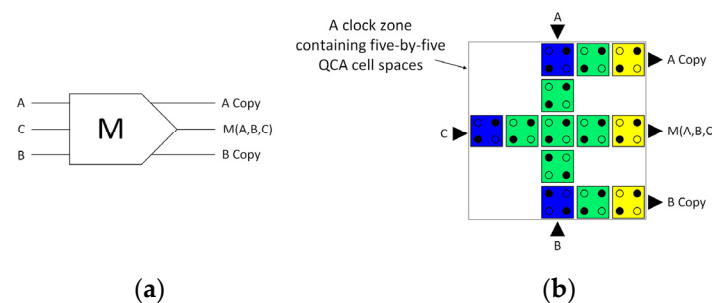 A
C
B
M
A Copy
M(A,B,C)
B Copy
(a)
b)
A clock zone
containing five-by-five
QCA cell spaces
A
C
B
A Copy
M(A,B,C
B Copy
(b)